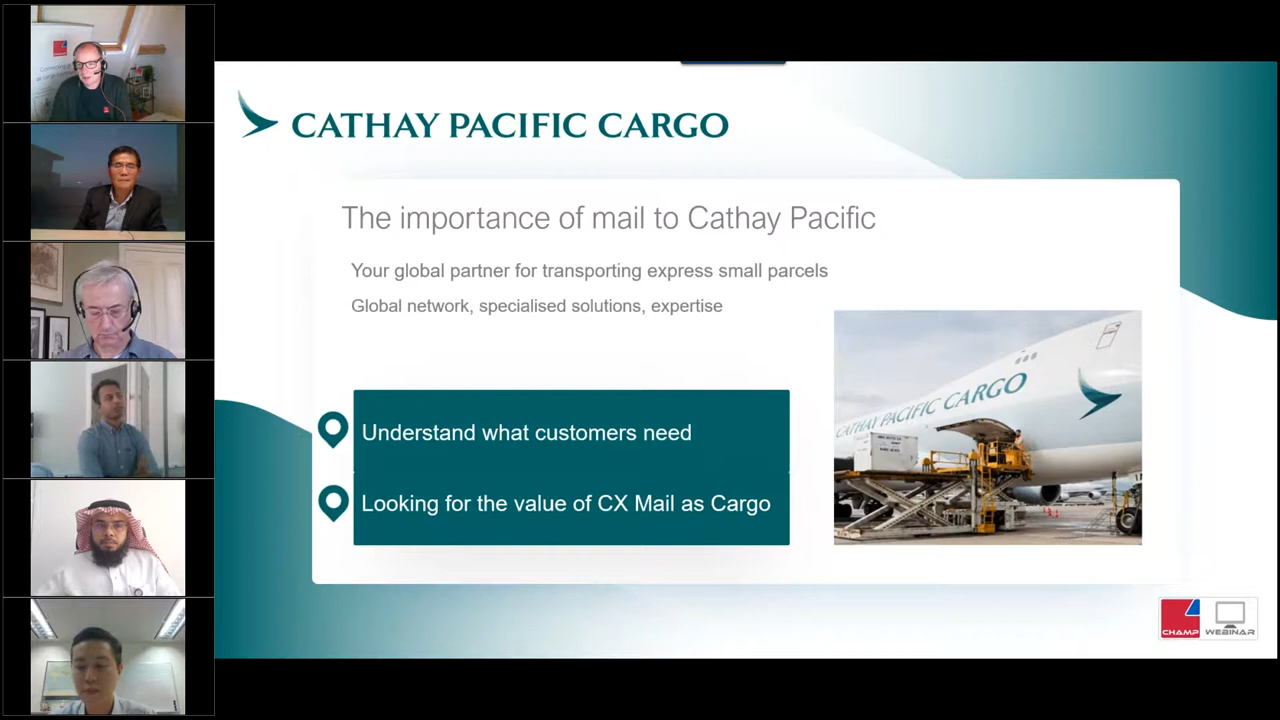 CATHAY PACIFIC CARGO
The importance of mail to Cathay Pacific
Your global partner for transporting express small parcels
Global network, specialised solutions, expertise
CATHAY PACIFIC CARGO
Understand what customers need
Looking for the value of CX Mail as Cargo
CHAMP WEBINAR